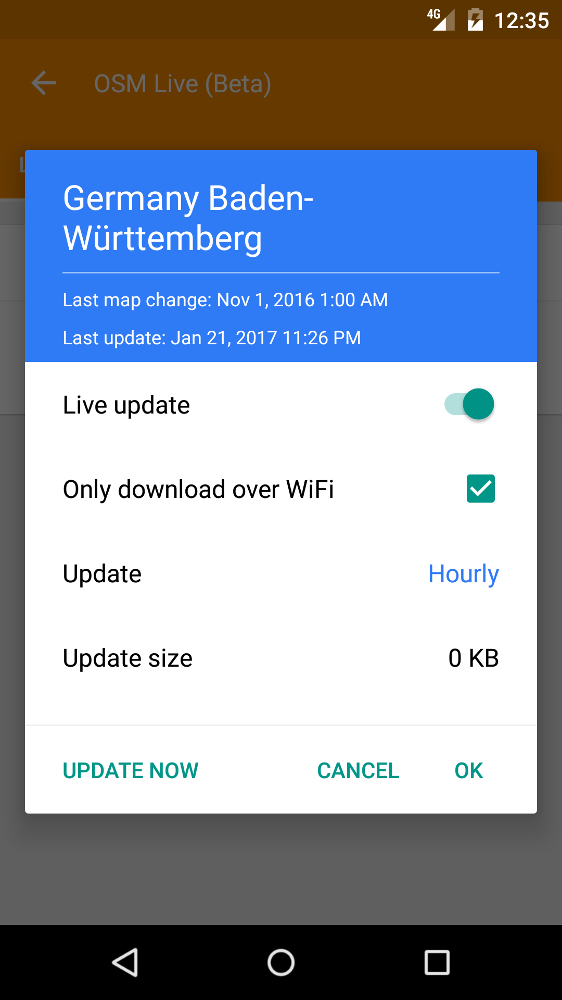 4G 12:35
OSM Live (Beta)
Germany Baden-
Württemberg
Last map change: Nov 1, 2016 1:00 AM
Last update: Jan 21, 2017 11:26 PM
Live update
Only download over WiFi
Update Hourly
Update size 0 KB
UPDATE NOW CANCEL OK